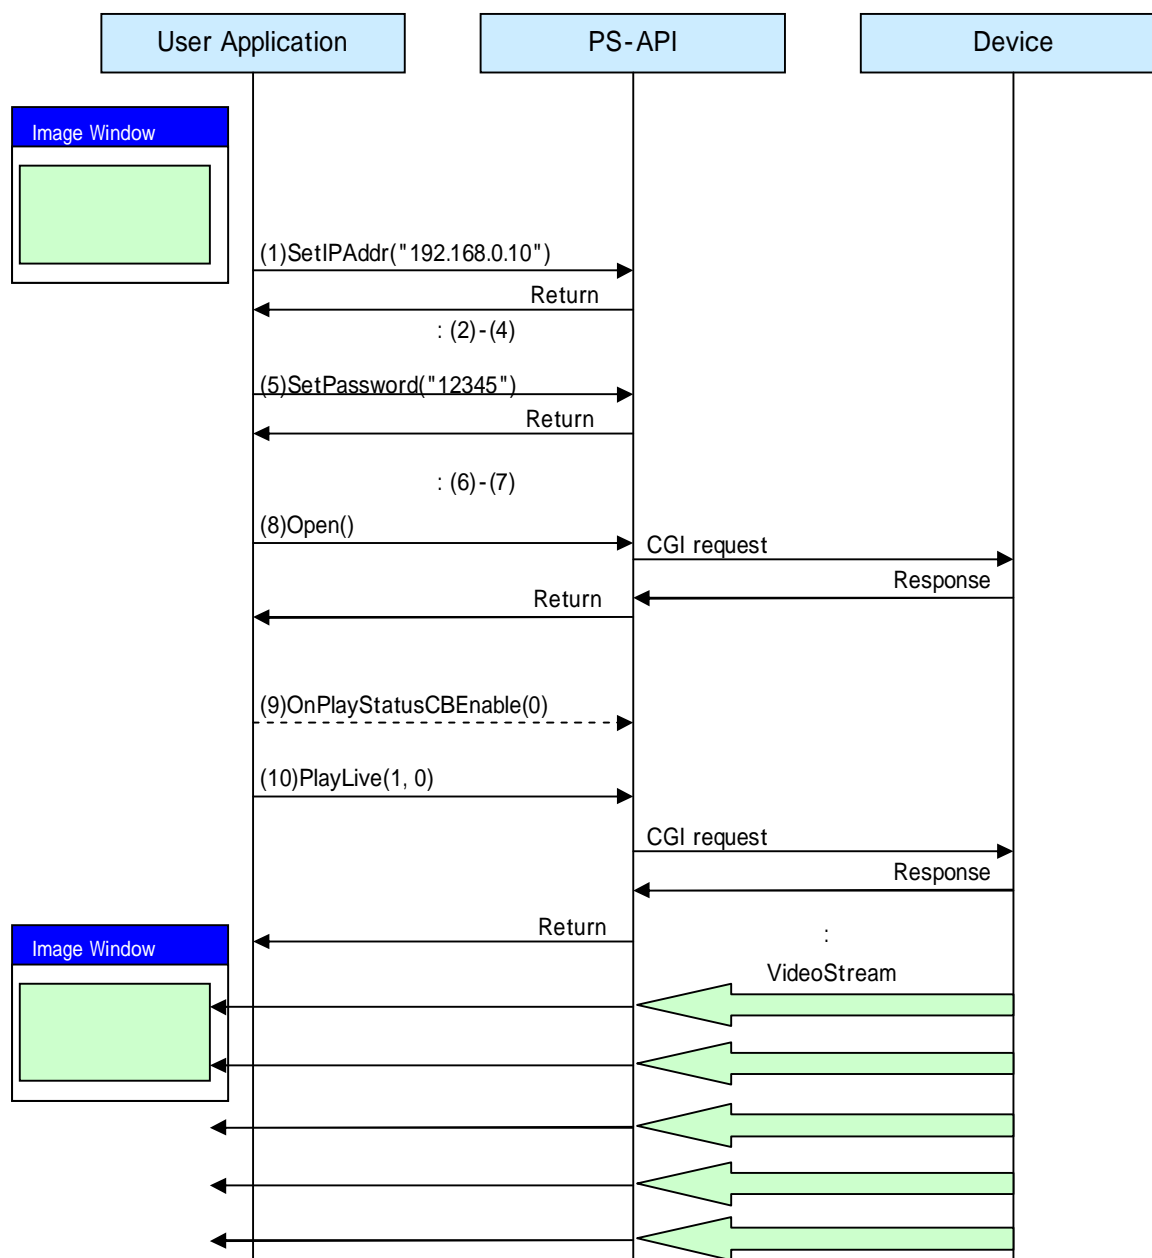 User Application
PS-API
Device
Image Window
(1)SetIPAddr("192.168.0.10")
Return
: (2)-(4)
(5)SetPassword("12345")
Return
: (6)-(7)
(8)Open()
CGI request
Response
Return
(9)OnPlayStatusCBEnable(0)
(10)PlayLive(1, 0)
CGI request
Response
Return
:
Image Window
VideoStream